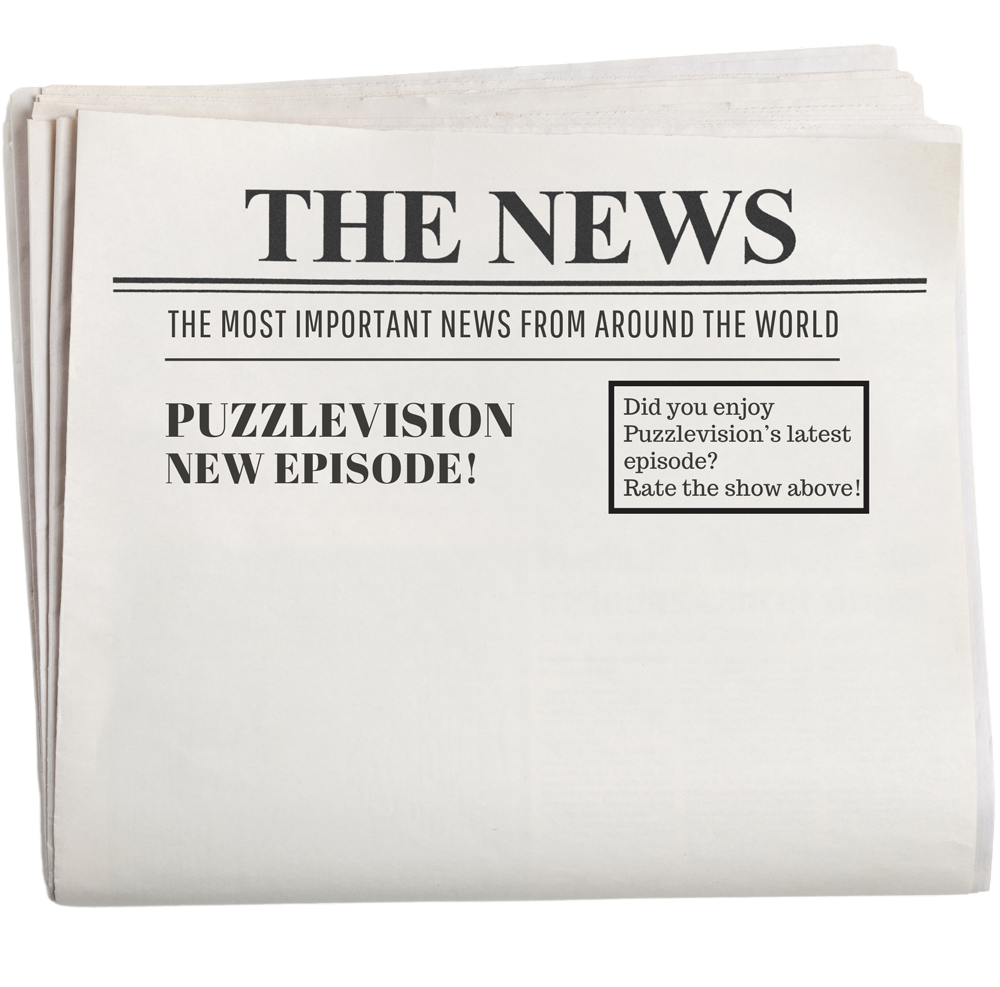 THE NEWS
THE MOST IMPORTANT NEWS FROM AROUND THE WORLD
PUZZLEVISION
NEW EPISODE!
Did you enjoy
Puzzlevision’s latest
episode?
Rate the show above!